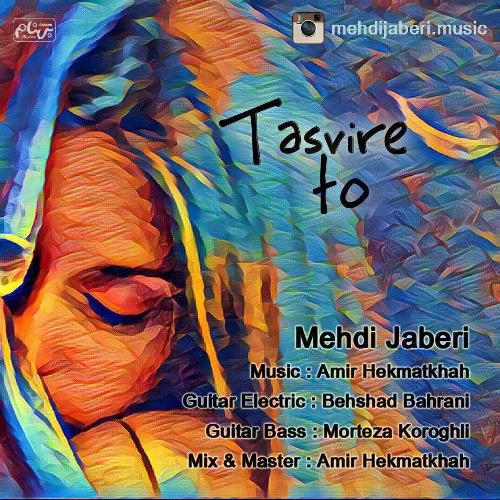 mehdijaberi.music
Tasvire
to
Mehdi Jaberi
Music : Amir Hekmatkhah
Guitar Electric : Behshad Bahrani
Guitar Bass : Morteza Koroghli
Mix & Master : Amir Hekmatkhah